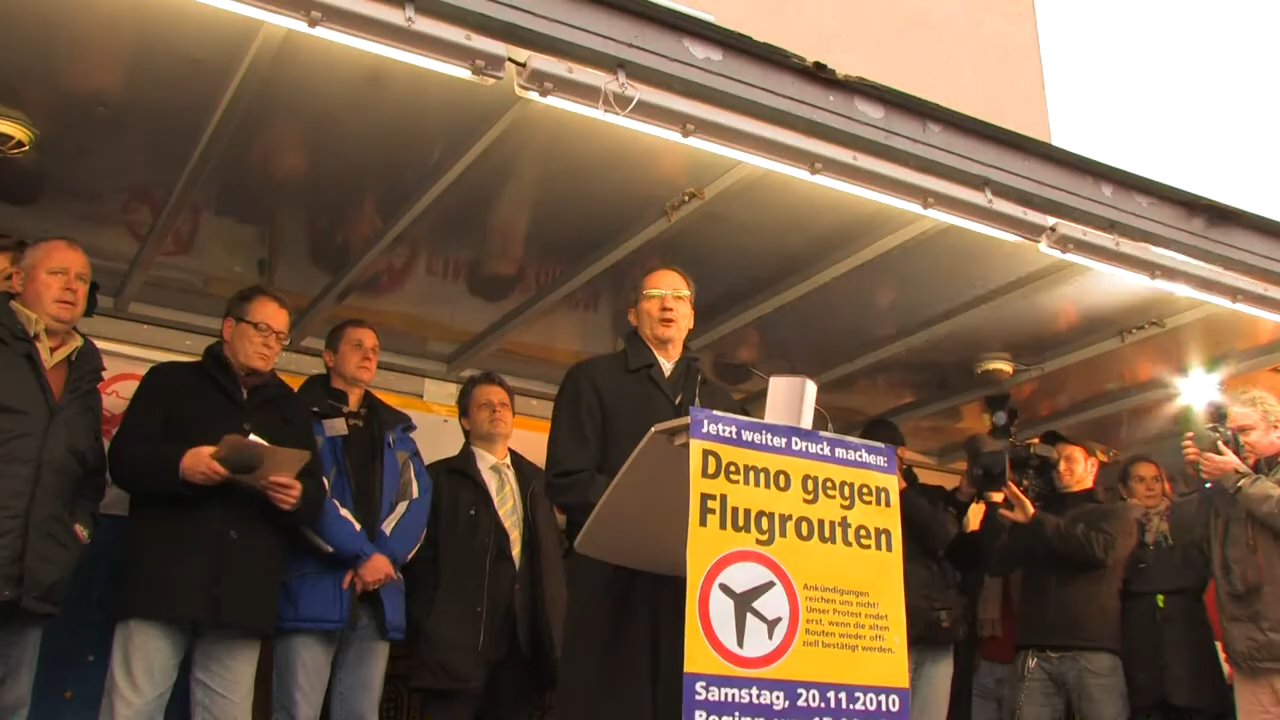 Jetzt weiter Druck machen:
Demo gegen
Flugrouten
Ankündigungen
reichen uns nicht!
Unser Protest endet
erst, wenn die alten
Routen wieder offi-
ziell bestätigt werden.
Samstag, 20.11.2010
Beginn